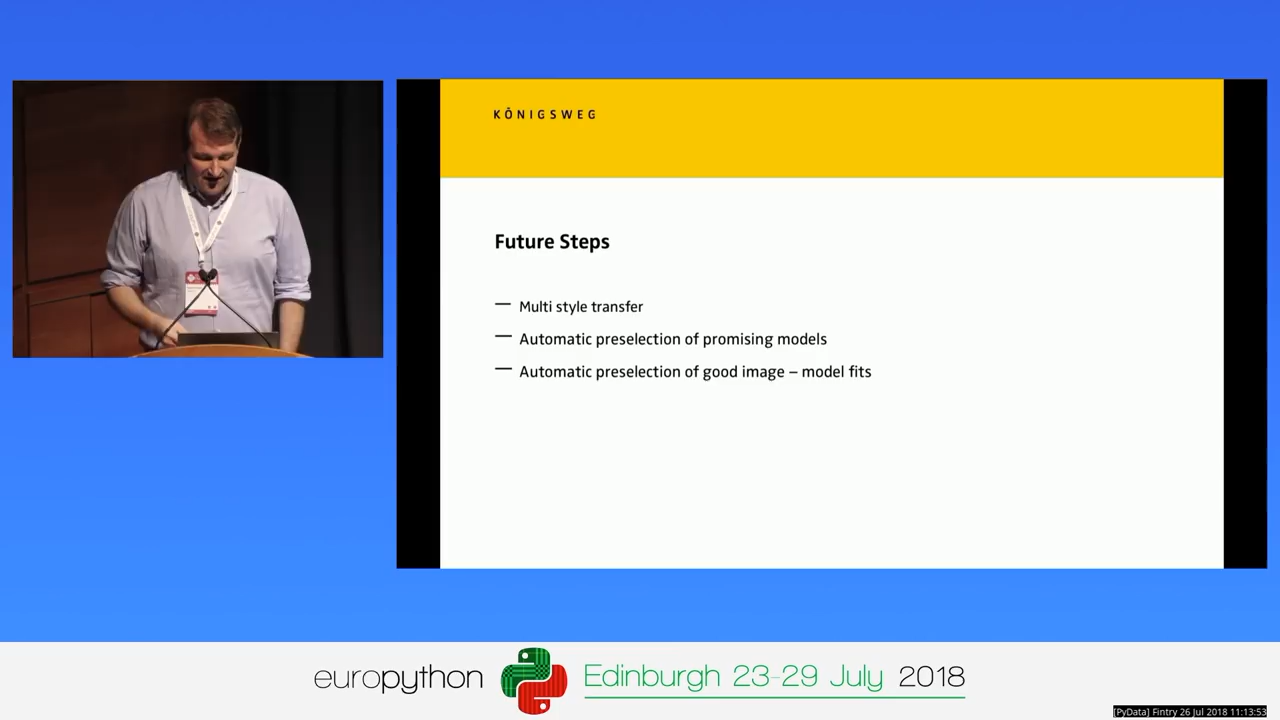 KÖNIGSWEG
Future Steps
— Multi style transfer
— Automatic preselection of promising models
— Automatic preselection of good image – model fits
europython Edinburgh 23-29 July 2018
[PyData] Fintry 26 Jul 2018 11:13:53